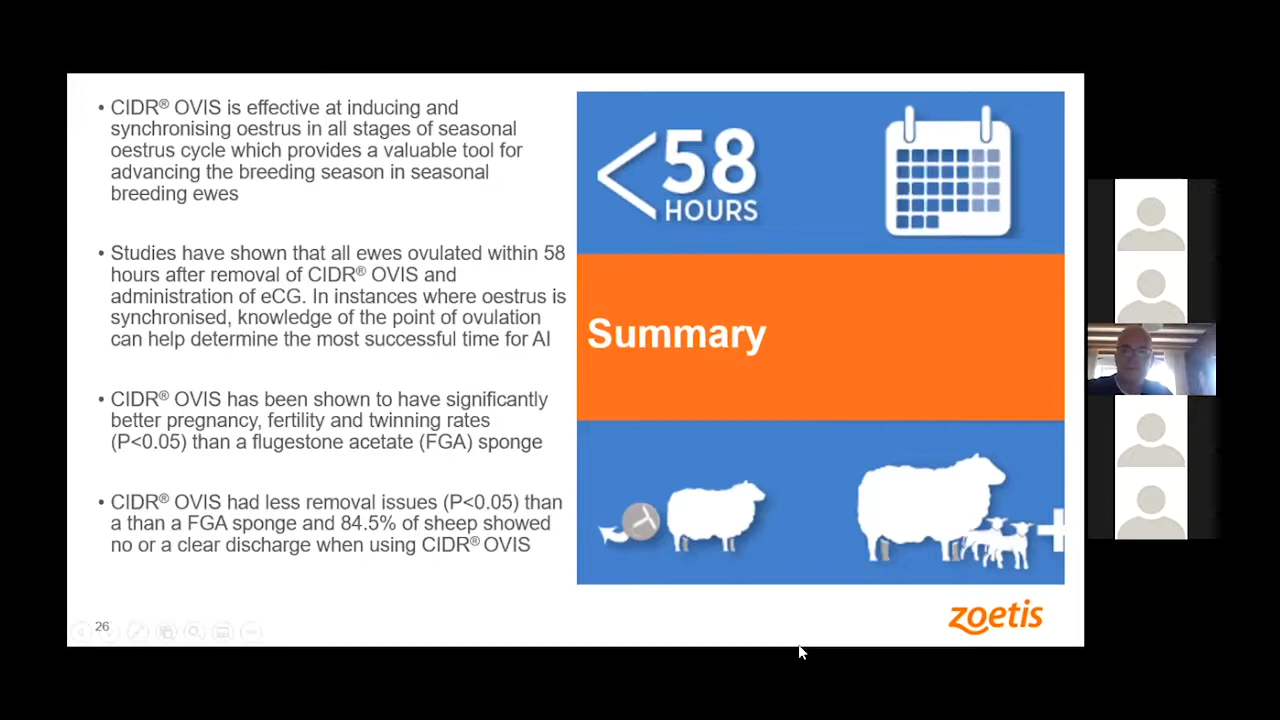 • CIDR® OVIS is effective at inducing and
synchronising oestrus in all stages of seasonal
oestrus cycle which provides a valuable tool for
advancing the breeding season in seasonal
breeding ewes
• Studies have shown that all ewes ovulated within 58
hours after removal of CIDR® OVIS and
administration of eCG. In instances where oestrus is
synchronised, knowledge of the point of ovulation
can help determine the most successful time for AI
• CIDR® OVIS has been shown to have significantly
better pregnancy, fertility and twinning rates
(P<0.05) than a flugestone acetate (FGA) sponge
• CIDR® OVIS had less removal issues (P<0.05) than
a than a FGA sponge and 84.5% of sheep showed
no or a clear discharge when using CIDR® OVIS
26
<58
HOURS
Summary
+
zoetis